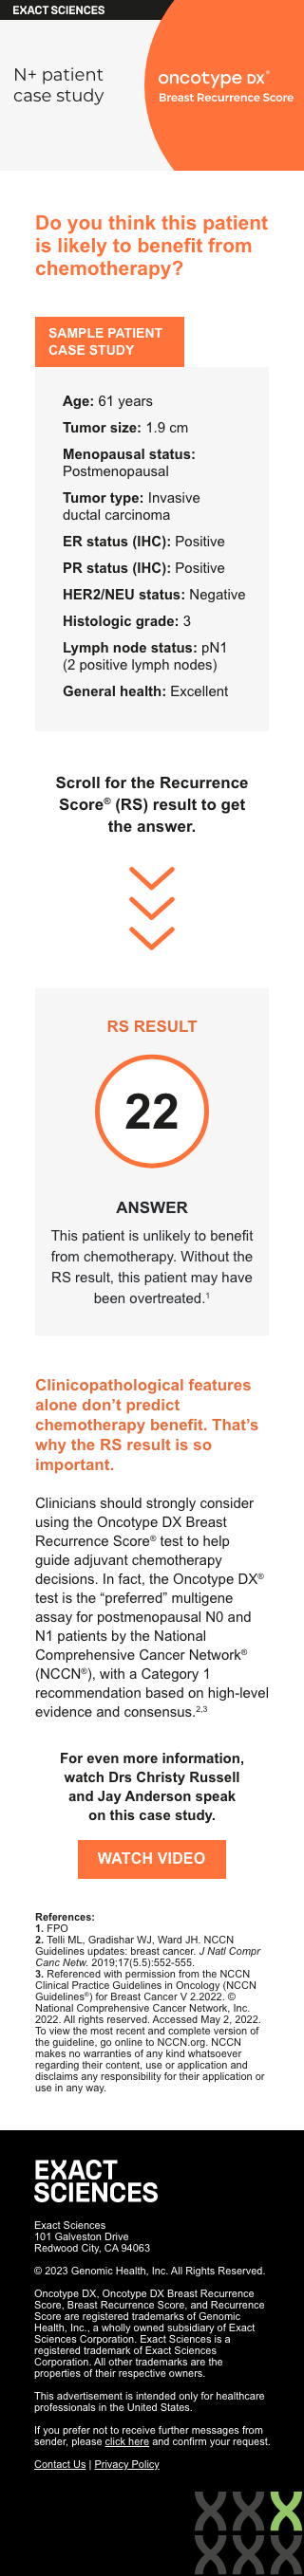 EXACT SCIENCES
N+ patient
case study
oncotype DX®
Breast Recurrence Score
Do you think this patient
is likely to benefit from
chemotherapy?
SAMPLE PATIENT
CASE STUDY
Age: 61 years
Tumor size: 1.9 cm
Menopausal status:
Postmenopausal
Tumor type: Invasive
ductal carcinoma
ER status (IHC): Positive
PR status (IHC): Positive
HER2/NEU status: Negative
Histologic grade: 3
Lymph node status: pN1
(2 positive lymph nodes)
General health: Excellent
Scroll for the Recurrence
Score® (RS) result to get
the answer.
RS RESULT
22
ANSWER
This patient is unlikely to benefit
from chemotherapy. Without the
RS result, this patient may have
been overtreated.1
Clinicopathological features
alone don’t predict
chemotherapy benefit. That’s
why the RS result is so
important.
Clinicians should strongly consider
using the Oncotype DX Breast
Recurrence Score® test to help
guide adjuvant chemotherapy
decisions. In fact, the Oncotype DX®
test is the “preferred” multigene
assay for postmenopausal N0 and
N1 patients by the National
Comprehensive Cancer Network®
(NCCN®), with a Category 1
recommendation based on high-level
evidence and consensus.2,3
For even more information,
watch Drs Christy Russell
and Jay Anderson speak
on this case study.
WATCH VIDEO
References:
1. FPO
2. Telli ML, Gradishar WJ, Ward JH. NCCN
Guidelines updates: breast cancer. J Natl Compr
Canc Netw. 2019;17(5.5):552-555.
3. Referenced with permission from the NCCN
Clinical Practice Guidelines in Oncology (NCCN
Guidelines®) for Breast Cancer V 2.2022. ©
National Comprehensive Cancer Network, Inc.
2022. All rights reserved. Accessed May 2, 2022.
To view the most recent and complete version of
the guideline, go online to NCCN.org. NCCN
makes no warranties of any kind whatsoever
regarding their content, use or application and
disclaims any responsibility for their application or
use in any way.
EXACT
SCIENCES
Exact Sciences
101 Galveston Drive
Redwood City, CA 94063
© 2023 Genomic Health, Inc. All Rights Reserved.
Oncotype DX, Oncotype DX Breast Recurrence
Score, Breast Recurrence Score, and Recurrence
Score are registered trademarks of Genomic
Health, Inc., a wholly owned subsidiary of Exact
Sciences Corporation. Exact Sciences is a
registered trademark of Exact Sciences
Corporation. All other trademarks are the
properties of their respective owners.
This advertisement is intended only for healthcare
professionals in the United States.
If you prefer not to receive further messages from
sender, please click here and confirm your request.
Contact Us | Privacy Policy